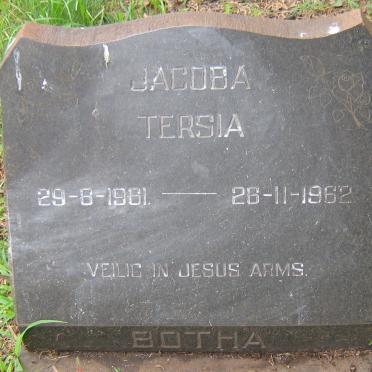 JACOBA
TERSIA
29-8-1961. — 28-11-1962
VEILIG IN JESUS ARMS.
BOTHA